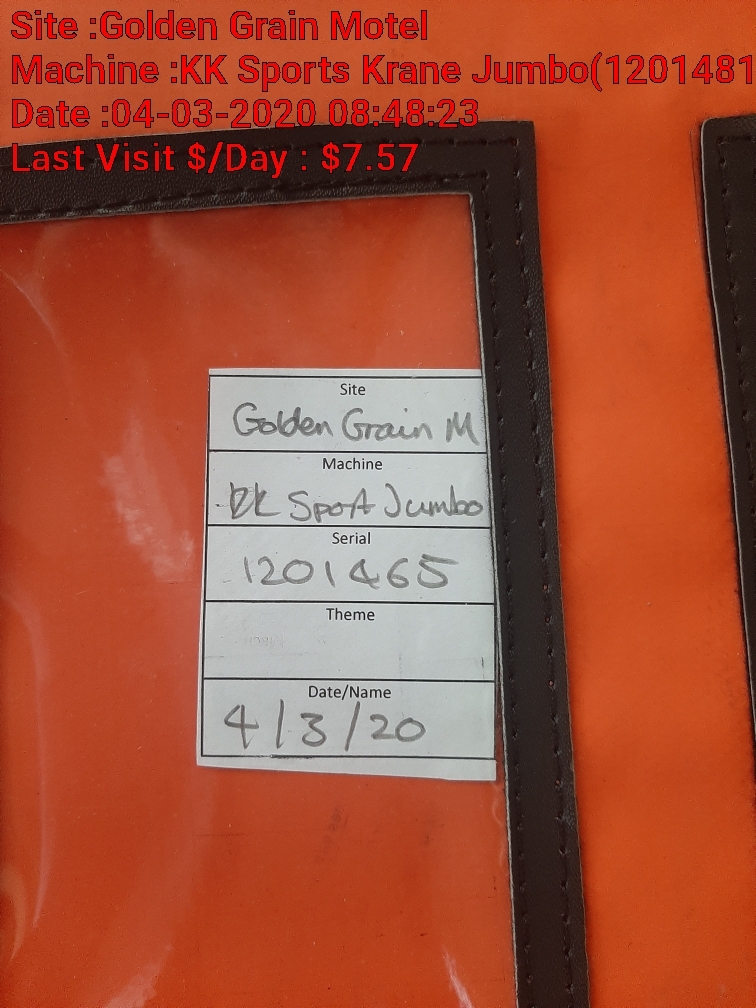 Site :Golden Grain Motel
Machine :KK Sports Krane Jumbo(1201481
Date :04-03-2020 08:48:23
Last Visit $/Day : $7.57
Site
Golden Grain M
Machine
KK Sport Jumbo
Serial
1201465
Theme
Date/Name
4/3/20